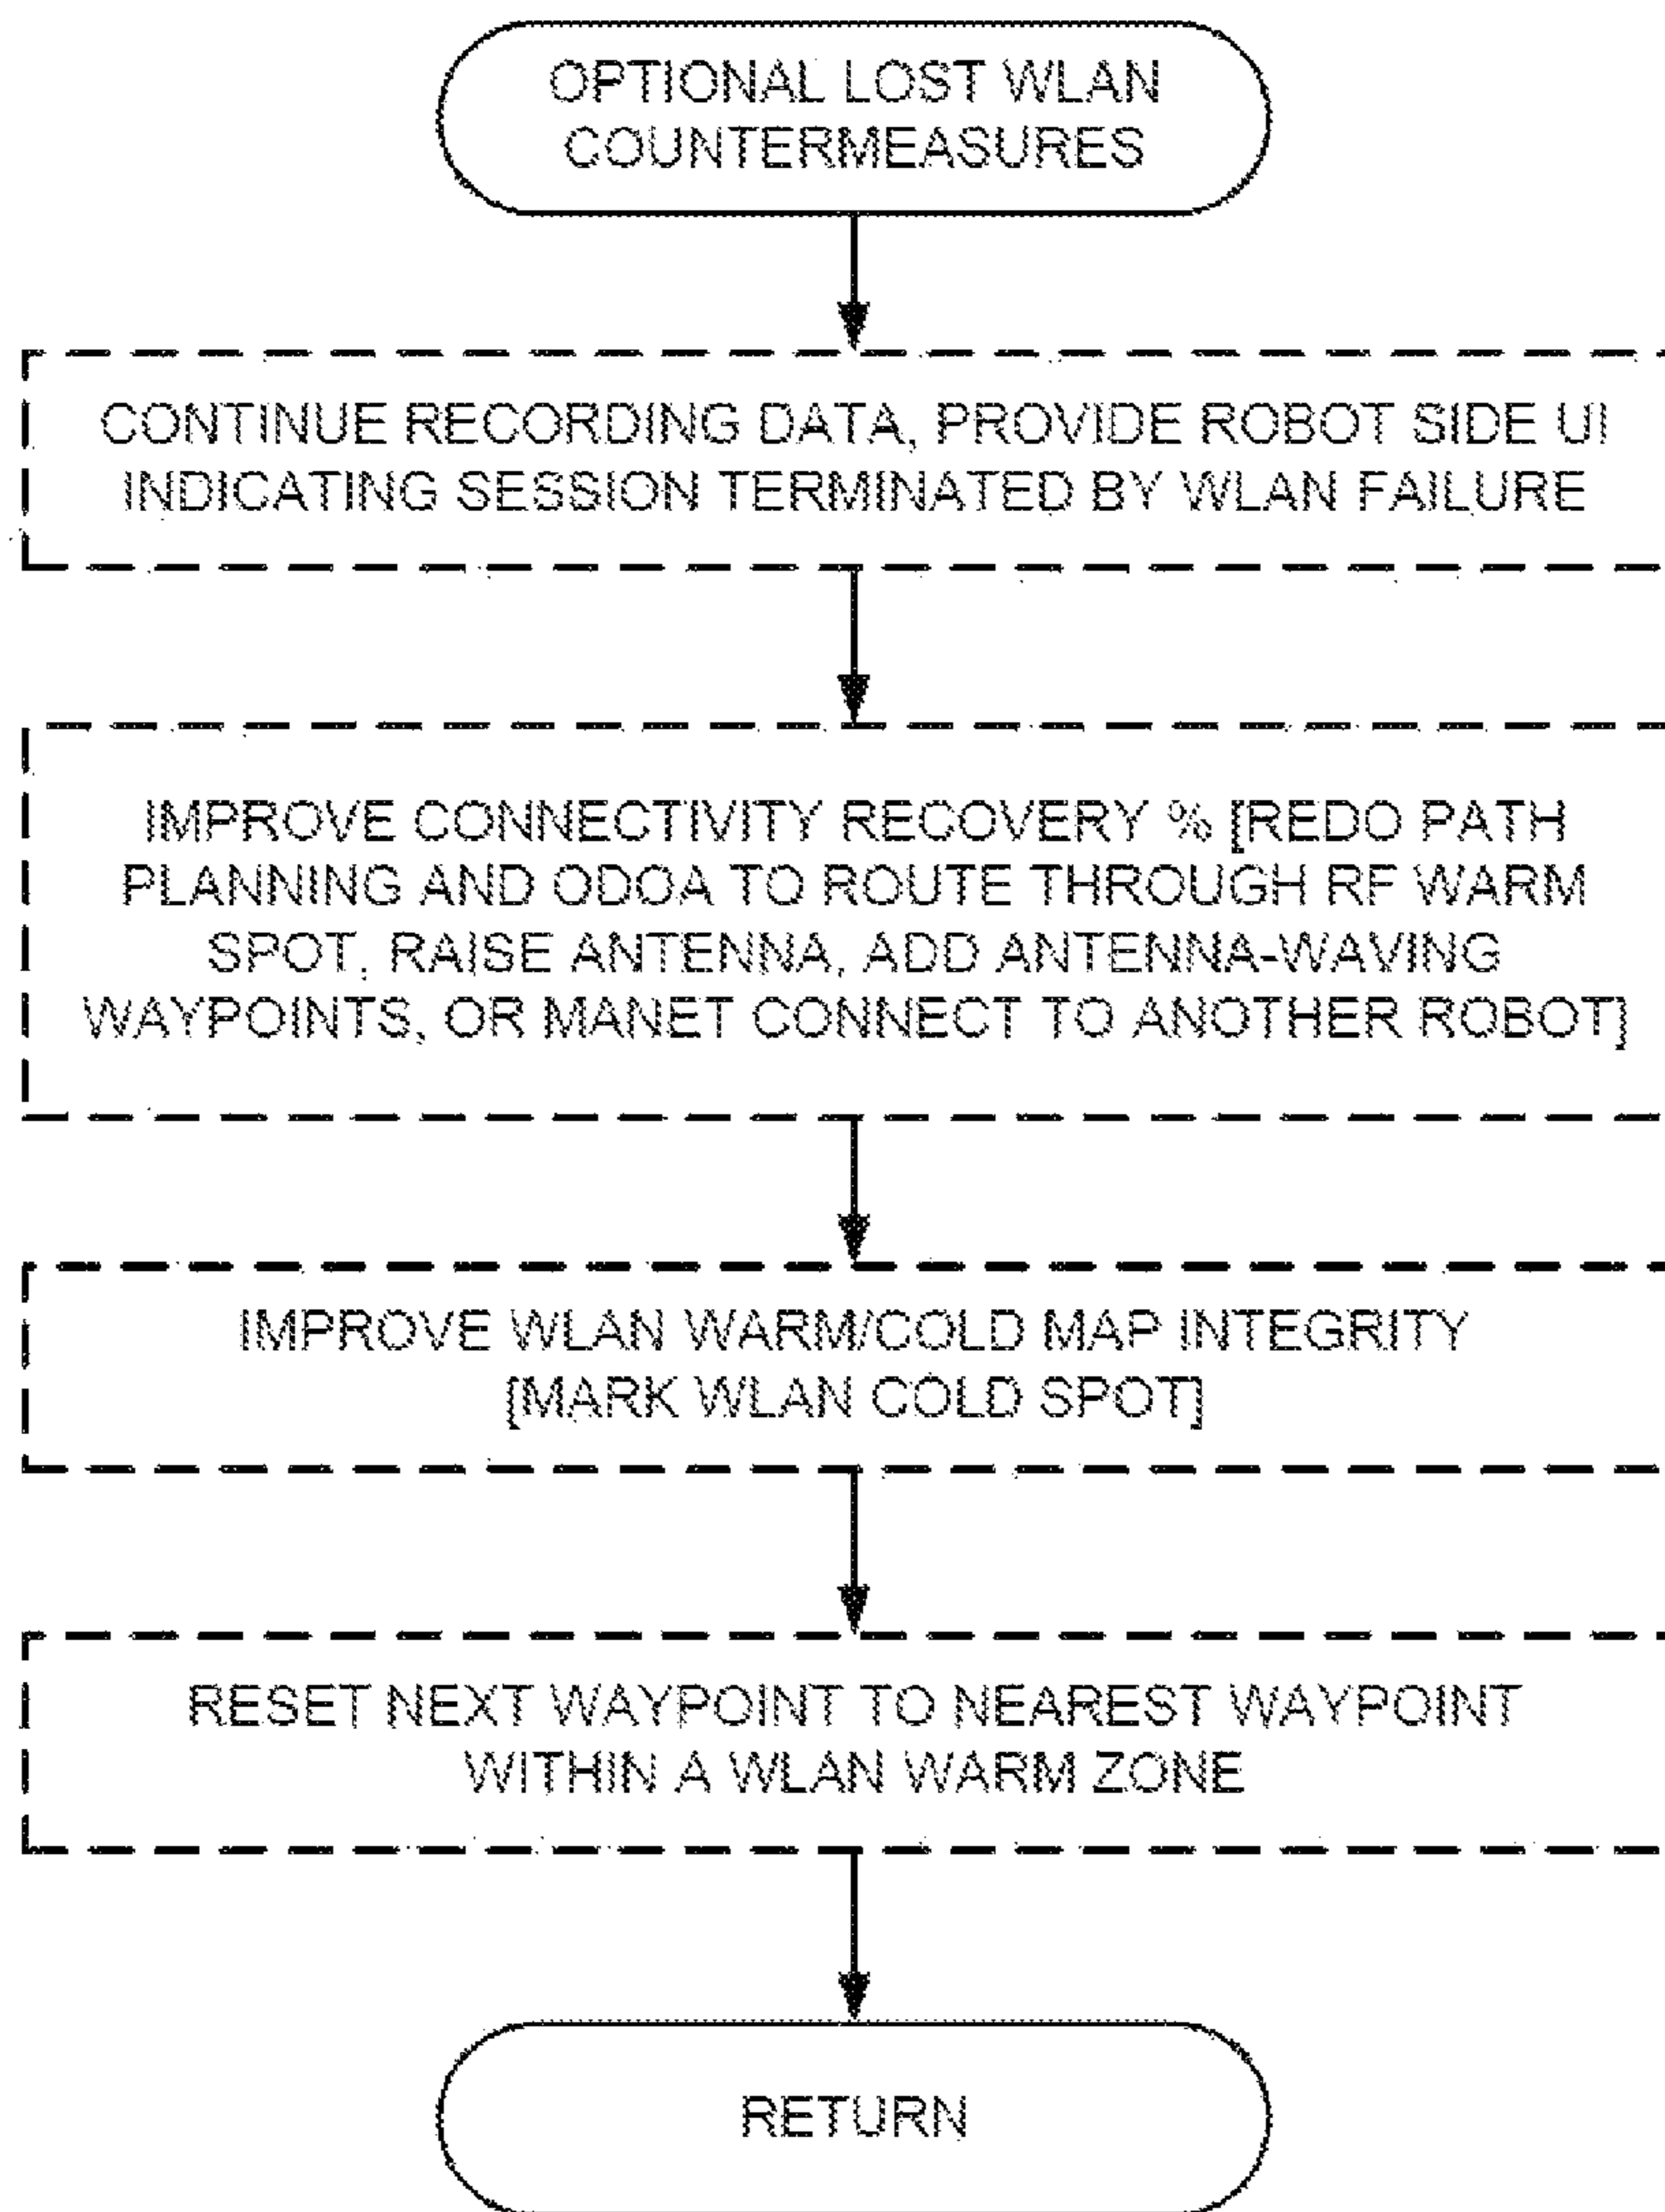 OPTIONAL LOST WLAN
COUNTERMEASURES
CONTINUE RECORDING DATA, PROVIDE ROBOT SIDE UI
INDICATING SESSION TERMINATED BY WLAN FAILURE
IMPROVE CONNECTIVITY RECOVERY % [REDO PATH
PLANNING AND ODOA TO ROUTE THROUGH RF WARM
SPOT, RAISE ANTENNA, ADD ANTENNA-WAVING
WAYPOINTS, OR MANET CONNECT TO ANOTHER ROBOT]
IMPROVE WLAN WARM/COLD MAP INTEGRITY
[MARK WLAN COLD SPOT]
RESET NEXT WAYPOINT TO NEAREST WAYPOINT
WITHIN A WLAN WARM ZONE
RETURN